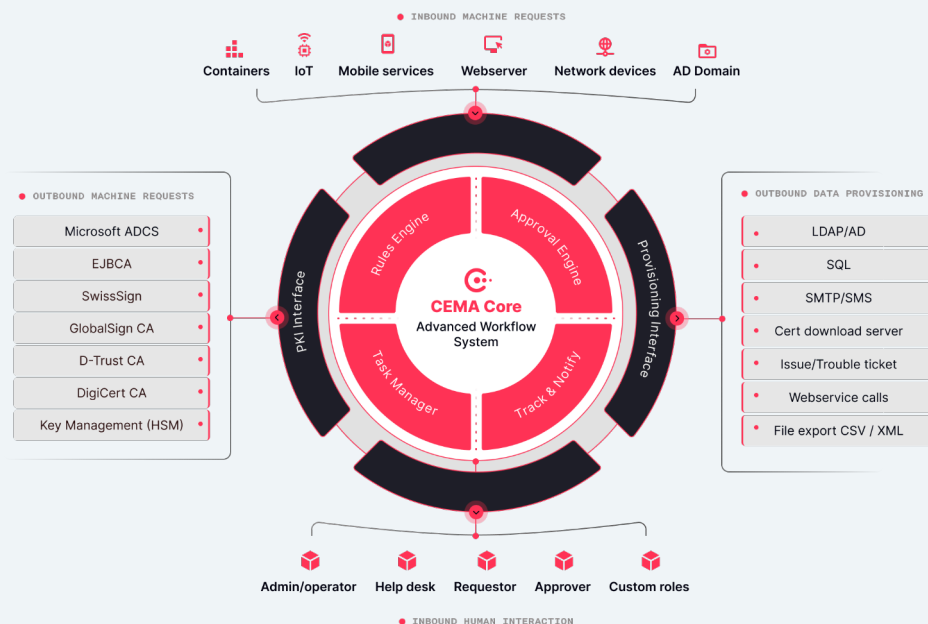 INBOUND MACHINE REQUESTS
Containers
IoT
Mobile services
Webserver
Network devices
AD Domain
OUTBOUND MACHINE REQUESTS
Microsoft ADCS
EJBCA
SwissSign
GlobalSign CA
D-Trust CA
DigiCert CA
Key Management (HSM)
PKI Interface
Rules Engine
Approval Engine
CEMA Core
Advanced Workflow
System
Task Manager
Track & Notify
Provisioning Interface
OUTBOUND DATA PROVISIONING
LDAP/AD
SQL
SMTP/SMS
Cert download server
Issue/Trouble ticket
Webservice calls
File export CSV / XML
Admin/operator
Help desk
Requestor
Approver
Custom roles
INBOUND HUMAN INTERACTION